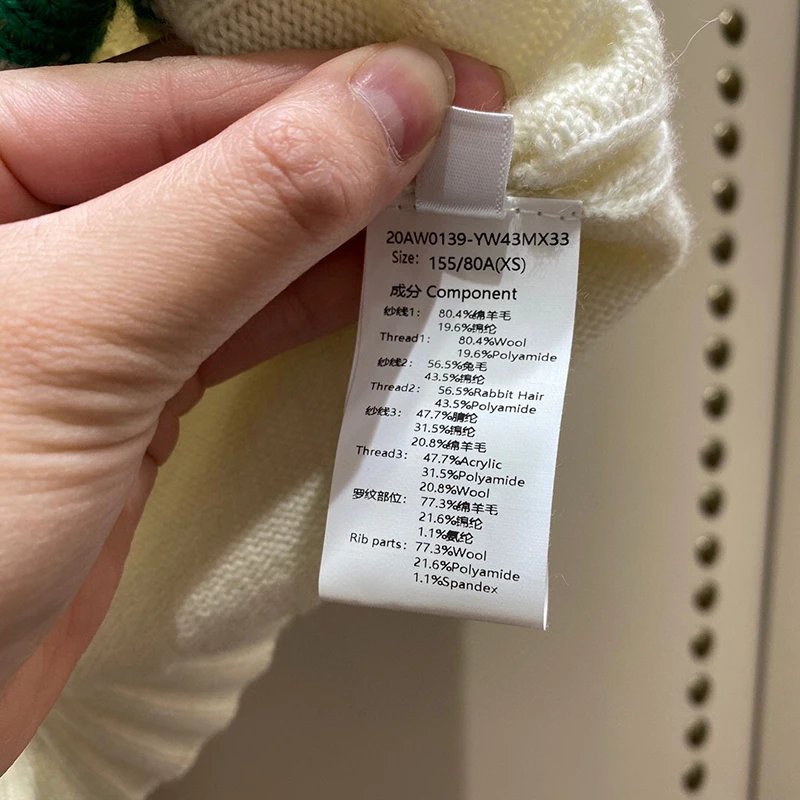 20AW0139-YW43MX33
Size: 155/80A(XS)
成分 Component
纱线1: 80.4%绵羊毛
19.6%锦纶
Thread1: 80.4%Wool
19.6%Polyamide
纱线2: 56.5%兔毛
43.5%锦纶
Thread2: 56.5%Rabbit Hair
43.5%Polyamide
纱线3: 47.7%腈纶
31.5%锦纶
20.8%绵羊毛
Thread3: 47.7%Acrylic
31.5%Polyamide
20.8%Wool
罗纹部位: 77.3%绵羊毛
21.6%锦纶
1.1%氨纶
Rib parts: 77.3%Wool
21.6%Polyamide
1.1%Spandex